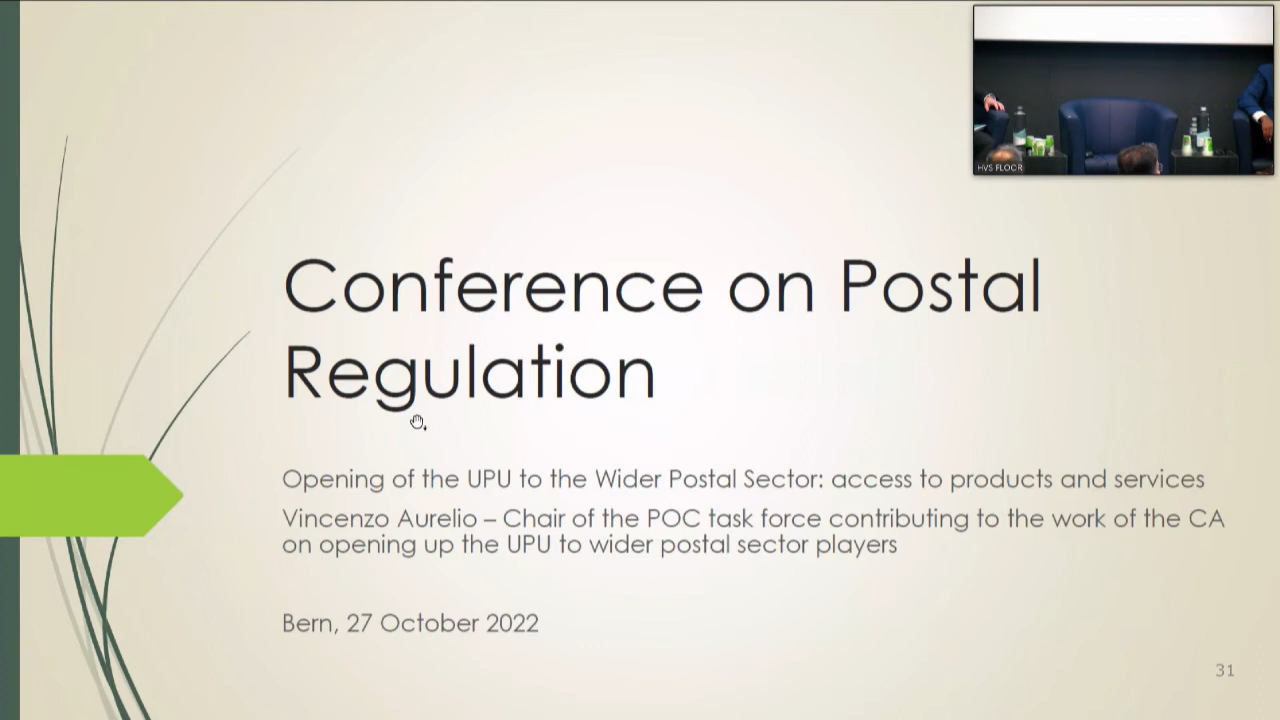 HVS FLOOR
Conference on Postal
Regulation
Opening of the UPU to the Wider Postal Sector: access to products and services
Vincenzo Aurelio – Chair of the POC task force contributing to the work of the CA
on opening up the UPU to wider postal sector players
Bern, 27 October 2022
31